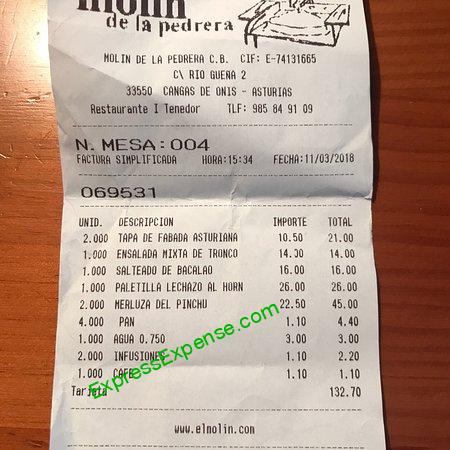 molin
de la pedrera
MOLIN DE LA PEDRERA C.B. CIF: E-74131665
C\ RIO GUEÑA 2
33550 CANGAS DE ONIS - ASTURIAS
Restaurante I Tenedor TLF: 985 84 91 09
N. MESA: 004
FACTURA SIMPLIFICADA HORA:15:34 FECHA:11/03/2018
069531
UNID. DESCRIPCION IMPORTE TOTAL
2.000 TAPA DE FABADA ASTURIANA 10.50 21.00
1.000 ENSALADA MIXTA DE TRONCO 14.00 14.00
1.000 SALTEADO DE BACALAO 16.00 16.00
1.000 PALETILLA LECHAZO AL HORN 26.00 26.00
2.000 MERLUZA DEL PINCHU 22.50 45.00
4.000 PAN 1.10 4.40
1.000 AGUA 0.750 3.00 3.00
2.000 INFUSIONES 1.10 2.20
1.000 CAFE 1.10 1.10
Tarjeta 132.70
www.elmolin.com
ExpressExpense.com